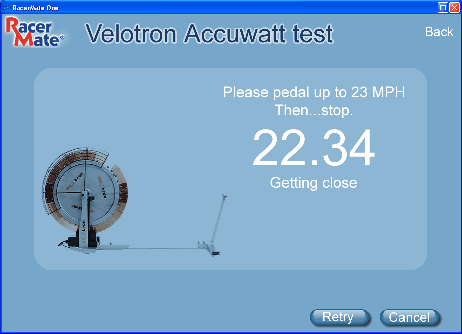 RacerMate One
Racer
Mate®
Velotron Accuwatt test
Back
Please pedal up to 23 MPH
Then...stop.
22.34
Getting close
Retry
Cancel